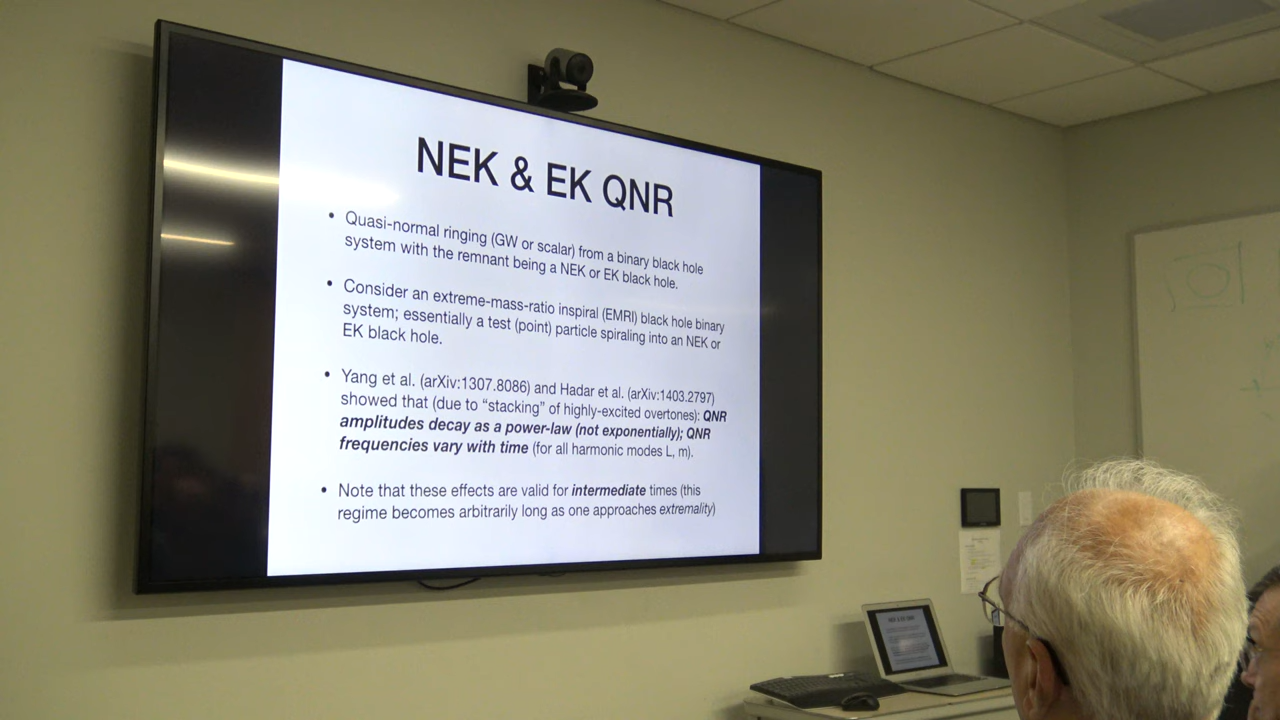 NEK & EK QNR
• Quasi-normal ringing (GW or scalar) from a binary black hole
system with the remnant being a NEK or EK black hole.
• Consider an extreme-mass-ratio inspiral (EMRI) black hole binary
system; essentially a test (point) particle spiraling into an NEK or
EK black hole.
• Yang et al. (arXiv:1307.8086) and Hadar et al. (arXiv:1403.2797)
showed that (due to “stacking” of highly-excited overtones): QNR
amplitudes decay as a power-law (not exponentially); QNR
frequencies vary with time (for all harmonic modes L, m).
• Note that these effects are valid for intermediate times (this
regime becomes arbitrarily long as one approaches extremality)
NEK & EK QNR